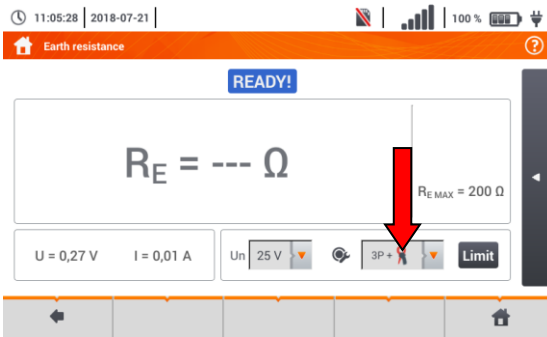 11:05:28 2018-07-21 100 %
Earth resistance ?
READY!
RE = --- Ω
RE MAX = 200 Ω
U = 0,27 V I = 0,01 A Un 25 V 3P + Limit